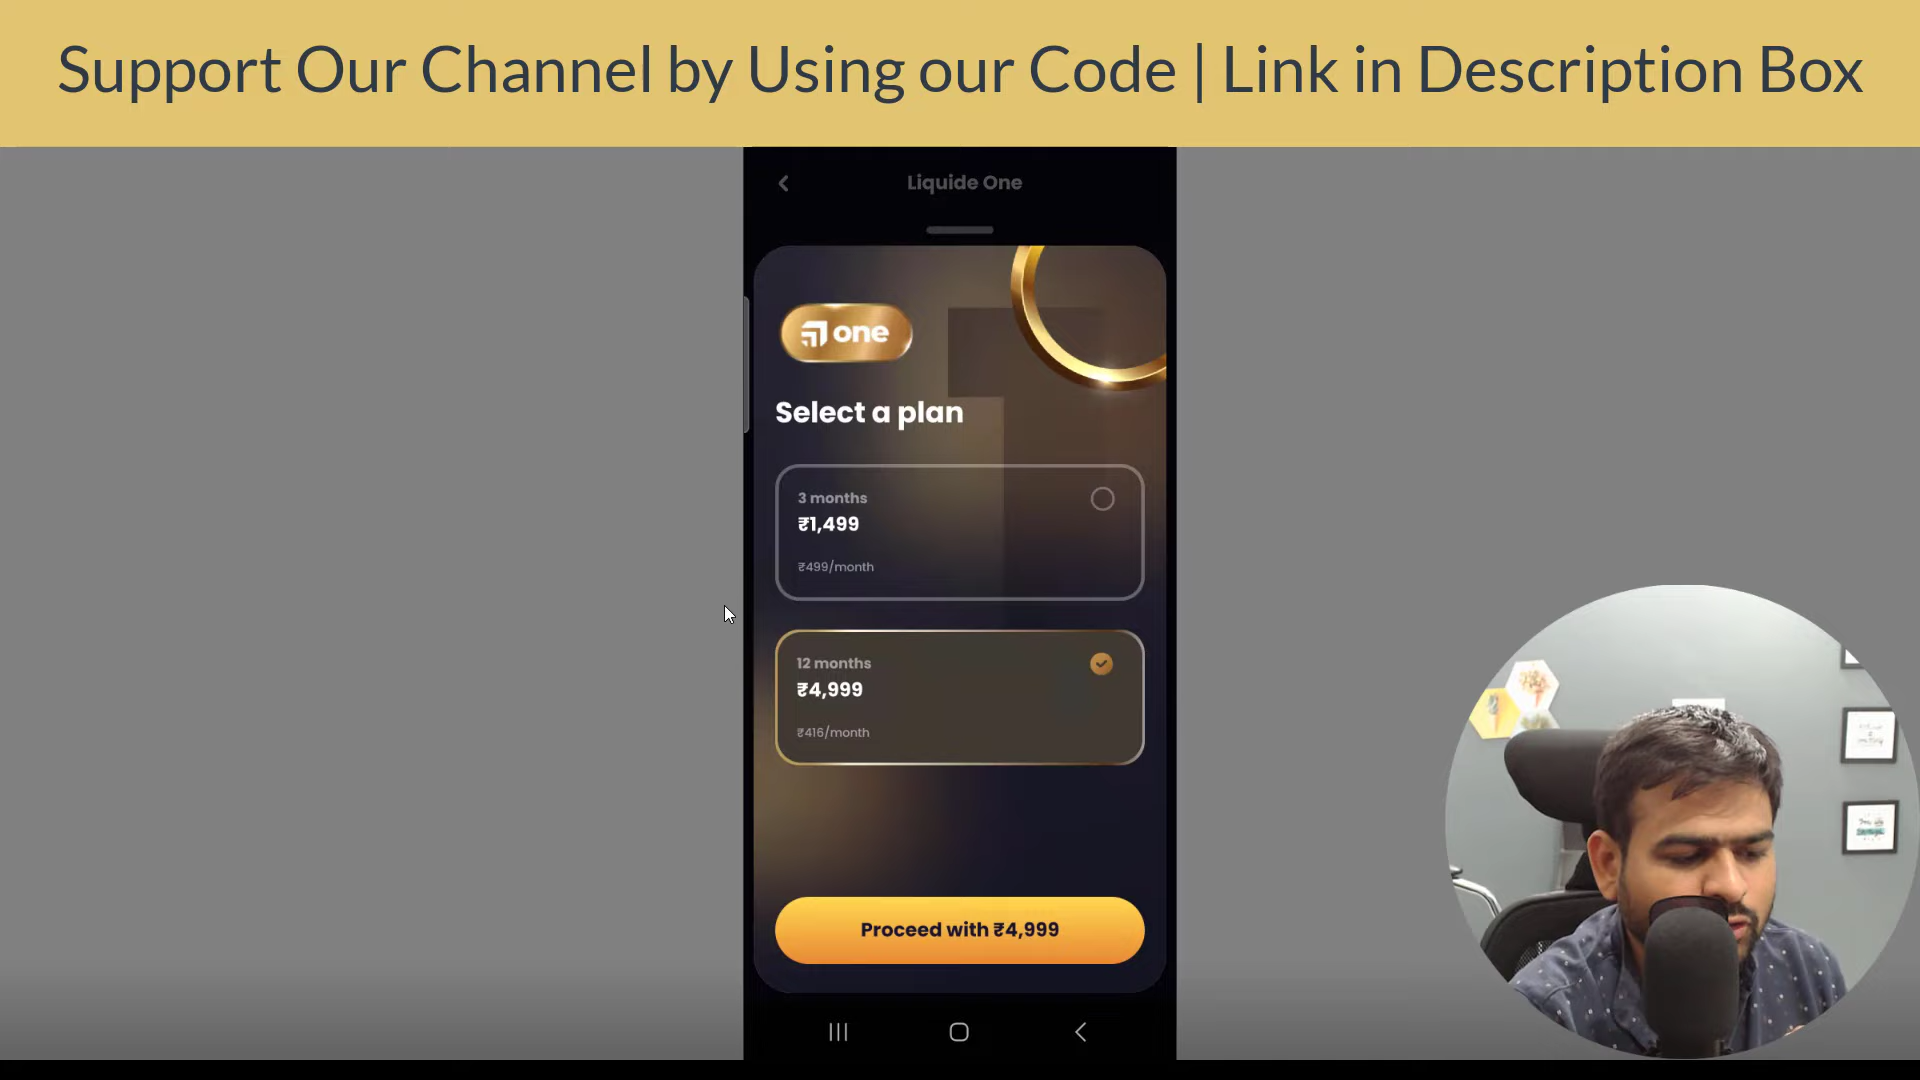 Support Our Channel by Using our Code | Link in Description Box
Liquide One
one
Select a plan
3 months
₹1,499
₹499/month
12 months
₹4,999
₹416/month
Proceed with ₹4,999